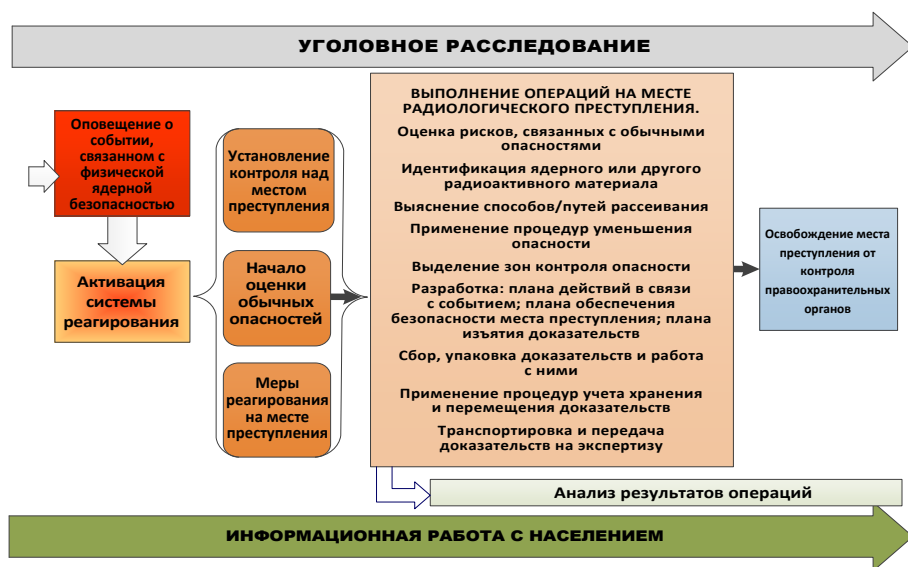 УГОЛОВНОЕ РАССЛЕДОВАНИЕ
Оповещение о
событии,
связанном с
физической
ядерной
безопасностью
Активация
системы
реагирования
Установление
контроля над
местом
преступления
Начало
оценки
обычных
опасностей
Меры
реагирования
на месте
преступления
ВЫПОЛНЕНИЕ ОПЕРАЦИЙ НА МЕСТЕ
РАДИОЛОГИЧЕСКОГО ПРЕСТУПЛЕНИЯ.
Оценка рисков, связанных с обычными
опасностями
Идентификация ядерного или другого
радиоактивного материала
Выяснение способов/путей рассеивания
Применение процедур уменьшения
опасности
Выделение зон контроля опасности
Разработка: плана действий в связи
с событием; плана обеспечения
безопасности места преступления; плана
изъятия доказательств
Сбор, упаковка доказательств и работа
с ними
Применение процедур учета хранения
и перемещения доказательств
Транспортировка и передача
доказательств на экспертизу
Освобождение места
преступления от
контроля
правоохранительных
органов
Анализ результатов операций
ИНФОРМАЦИОННАЯ РАБОТА С НАСЕЛЕНИЕМ